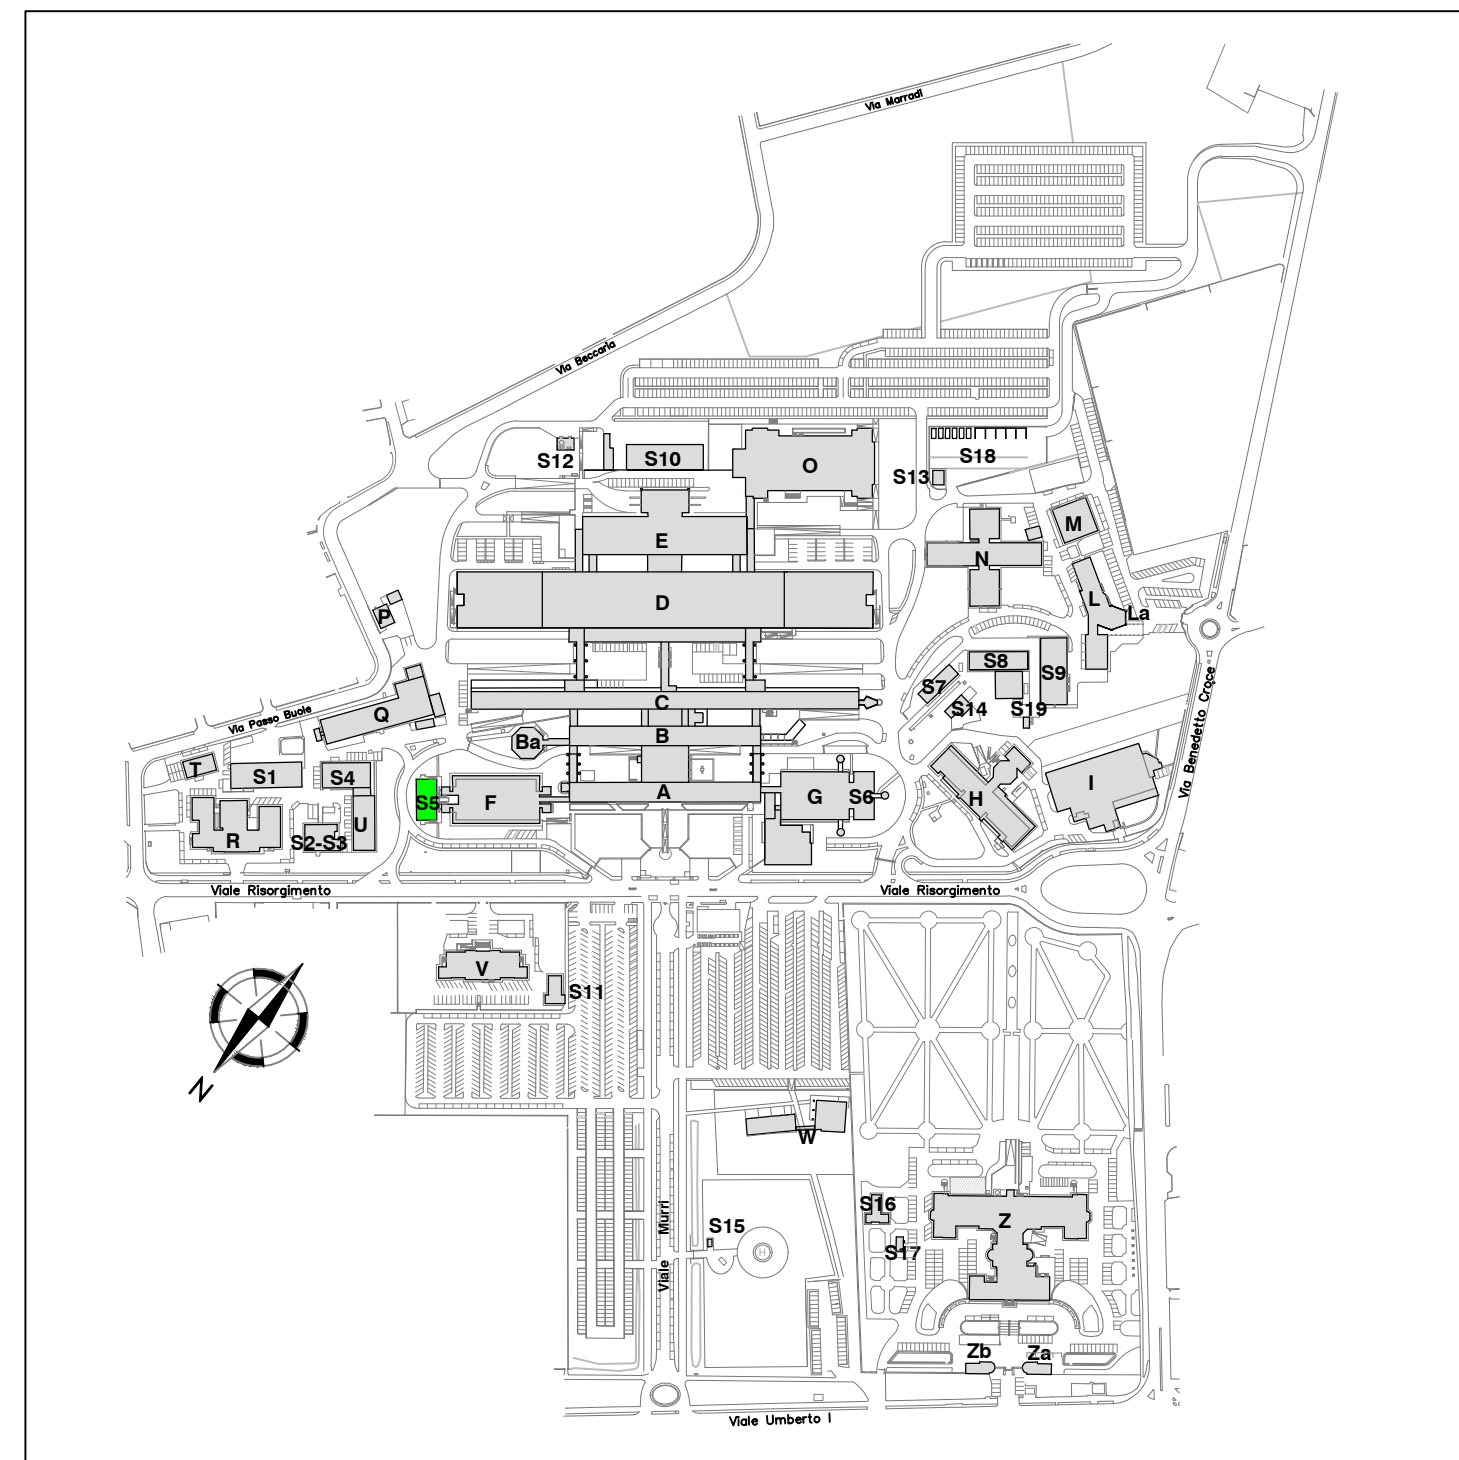 Via Marradi
Via Beccaria
S12
S10
O
S13
S18
E
M
N
D
L
La
P
S8
S9
S7
S14
S19
C
Q
Via Passo Buole
Ba
B
Via Benedetto Croce
T
S1
S4
S5
F
A
G
S6
H
I
R
S2-S3
U
Viale Risorgimento
Viale Risorgimento
V
S11
N
W
S16
Z
S15
H
S17
Viale Murri
Zb
Za
Viale Umberto I